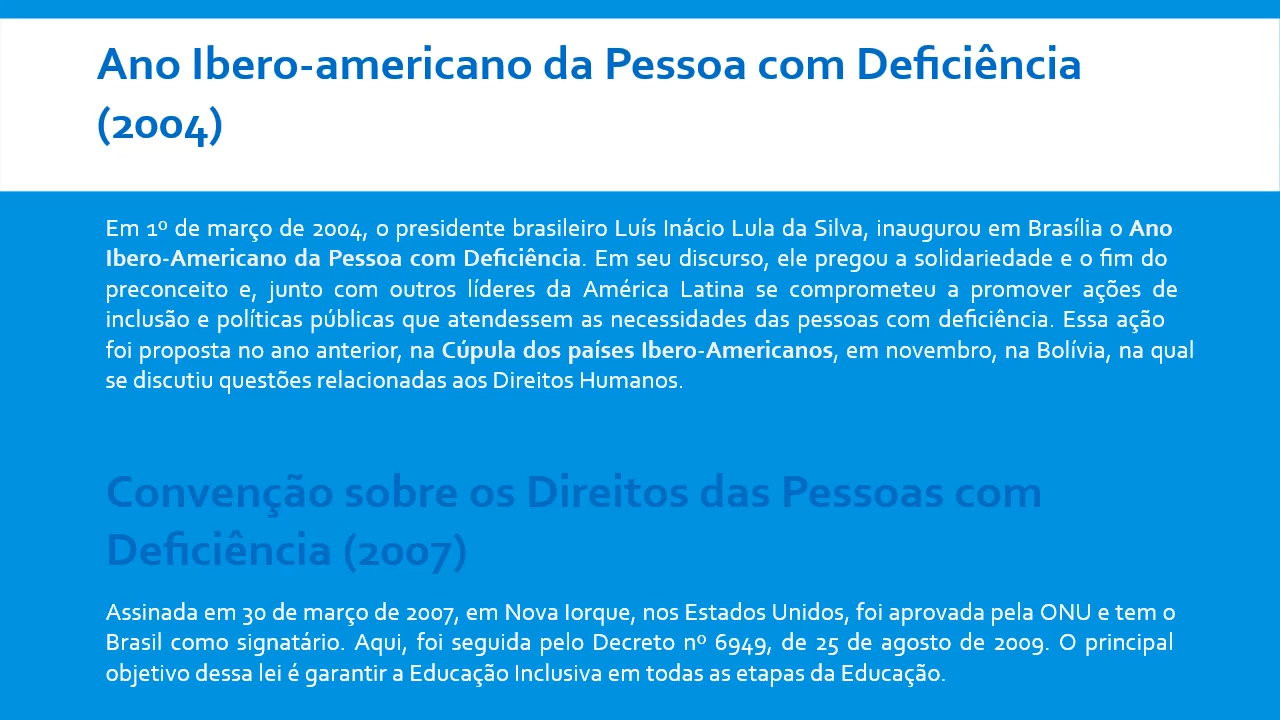 Ano Ibero-americano da Pessoa com Deficiência
(2004)
Em 1º de março de 2004, o presidente brasileiro Luís Inácio Lula da Silva, inaugurou em Brasília o Ano
Ibero-Americano da Pessoa com Deficiência. Em seu discurso, ele pregou a solidariedade e o fim do
preconceito e, junto com outros líderes da América Latina se comprometeu a promover ações de
inclusão e políticas públicas que atendessem as necessidades das pessoas com deficiência. Essa ação
foi proposta no ano anterior, na Cúpula dos países Ibero-Americanos, em novembro, na Bolívia, na qual
se discutiu questões relacionadas aos Direitos Humanos.
Convenção sobre os Direitos das Pessoas com
Deficiência (2007)
Assinada em 30 de março de 2007, em Nova Iorque, nos Estados Unidos, foi aprovada pela ONU e tem o
Brasil como signatário. Aqui, foi seguida pelo Decreto nº 6949, de 25 de agosto de 2009. O principal
objetivo dessa lei é garantir a Educação Inclusiva em todas as etapas da Educação.